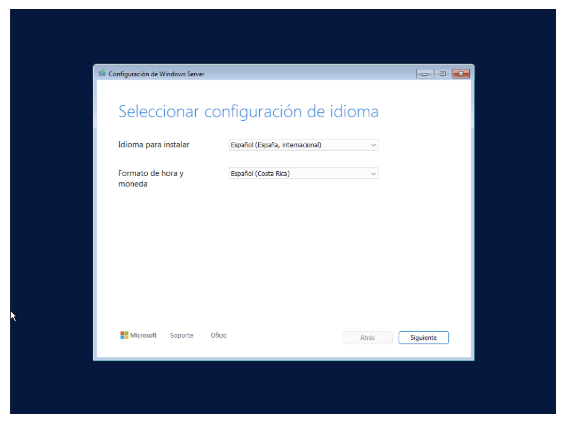 Configuración de Windows Server
Seleccionar configuración de idioma
Idioma para instalar
Español (España, internacional)
Formato de hora y
moneda
Español (Costa Rica)
Microsoft
Soporte
Oficio
Atrás
Siguiente